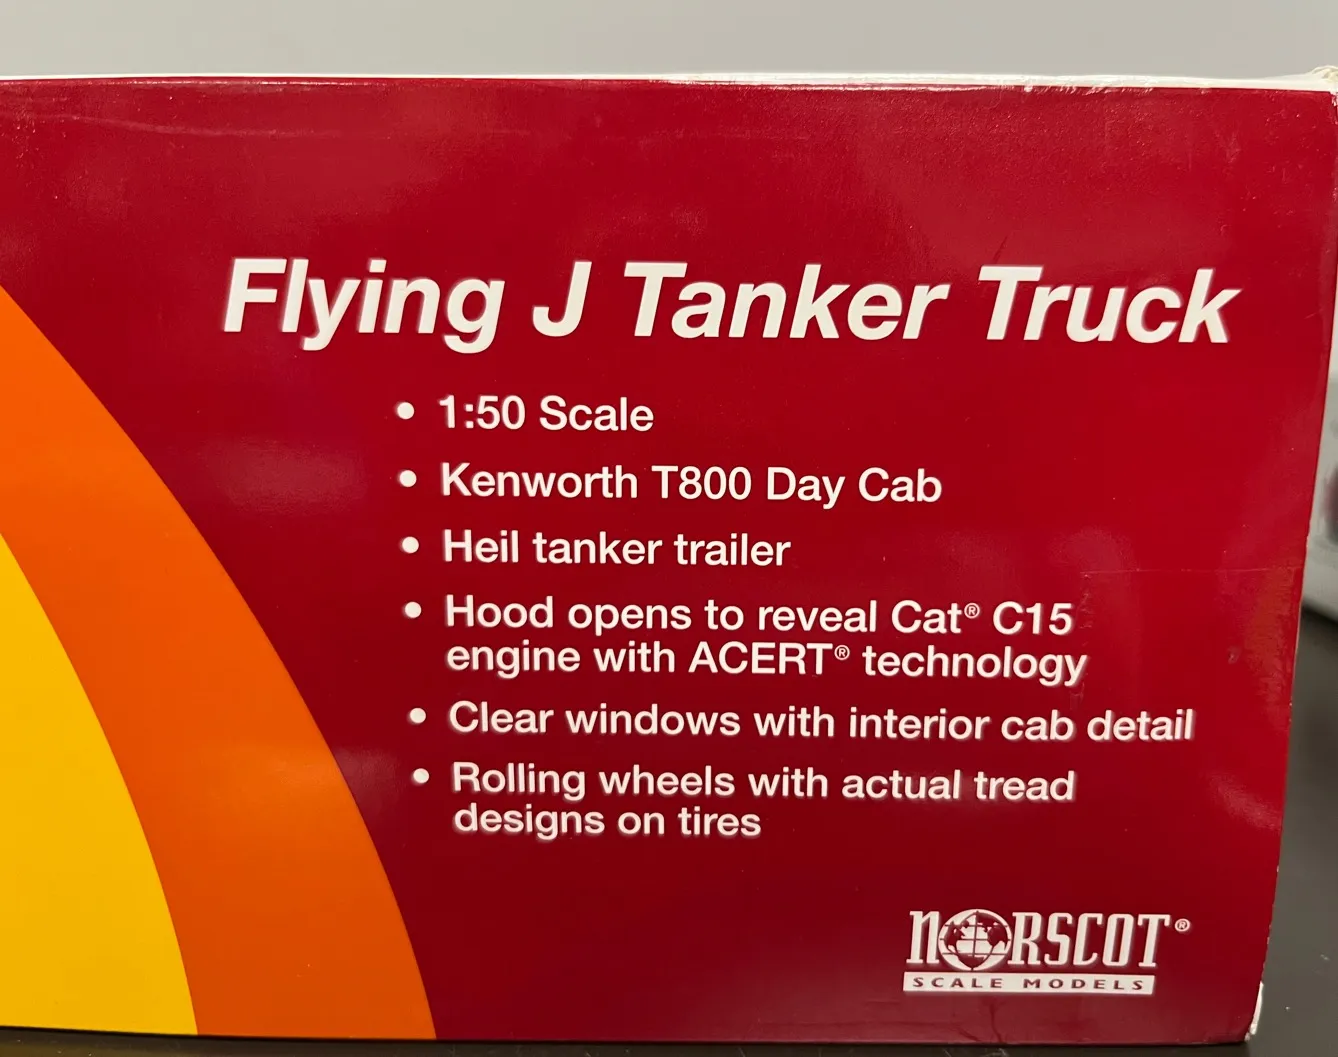 Flying J Tanker Truck
• 1:50 Scale
• Kenworth T800 Day Cab
• Heil tanker trailer
• Hood opens to reveal Cat® C15
engine with ACERT® technology
• Clear windows with interior cab detail
• Rolling wheels with actual tread
designs on tires
NORSCOT®
SCALE MODELS